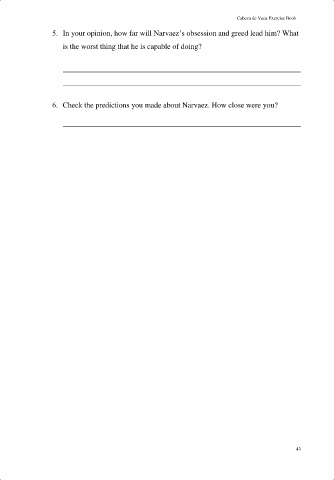 Cabeza de Vaca Exercise Book
5. In your opinion, how far will Narvaez's obsession and greed lead him? What
is the worst thing that he is capable of doing?
6. Check the predictions you made about Narvaez. How close were you?
43